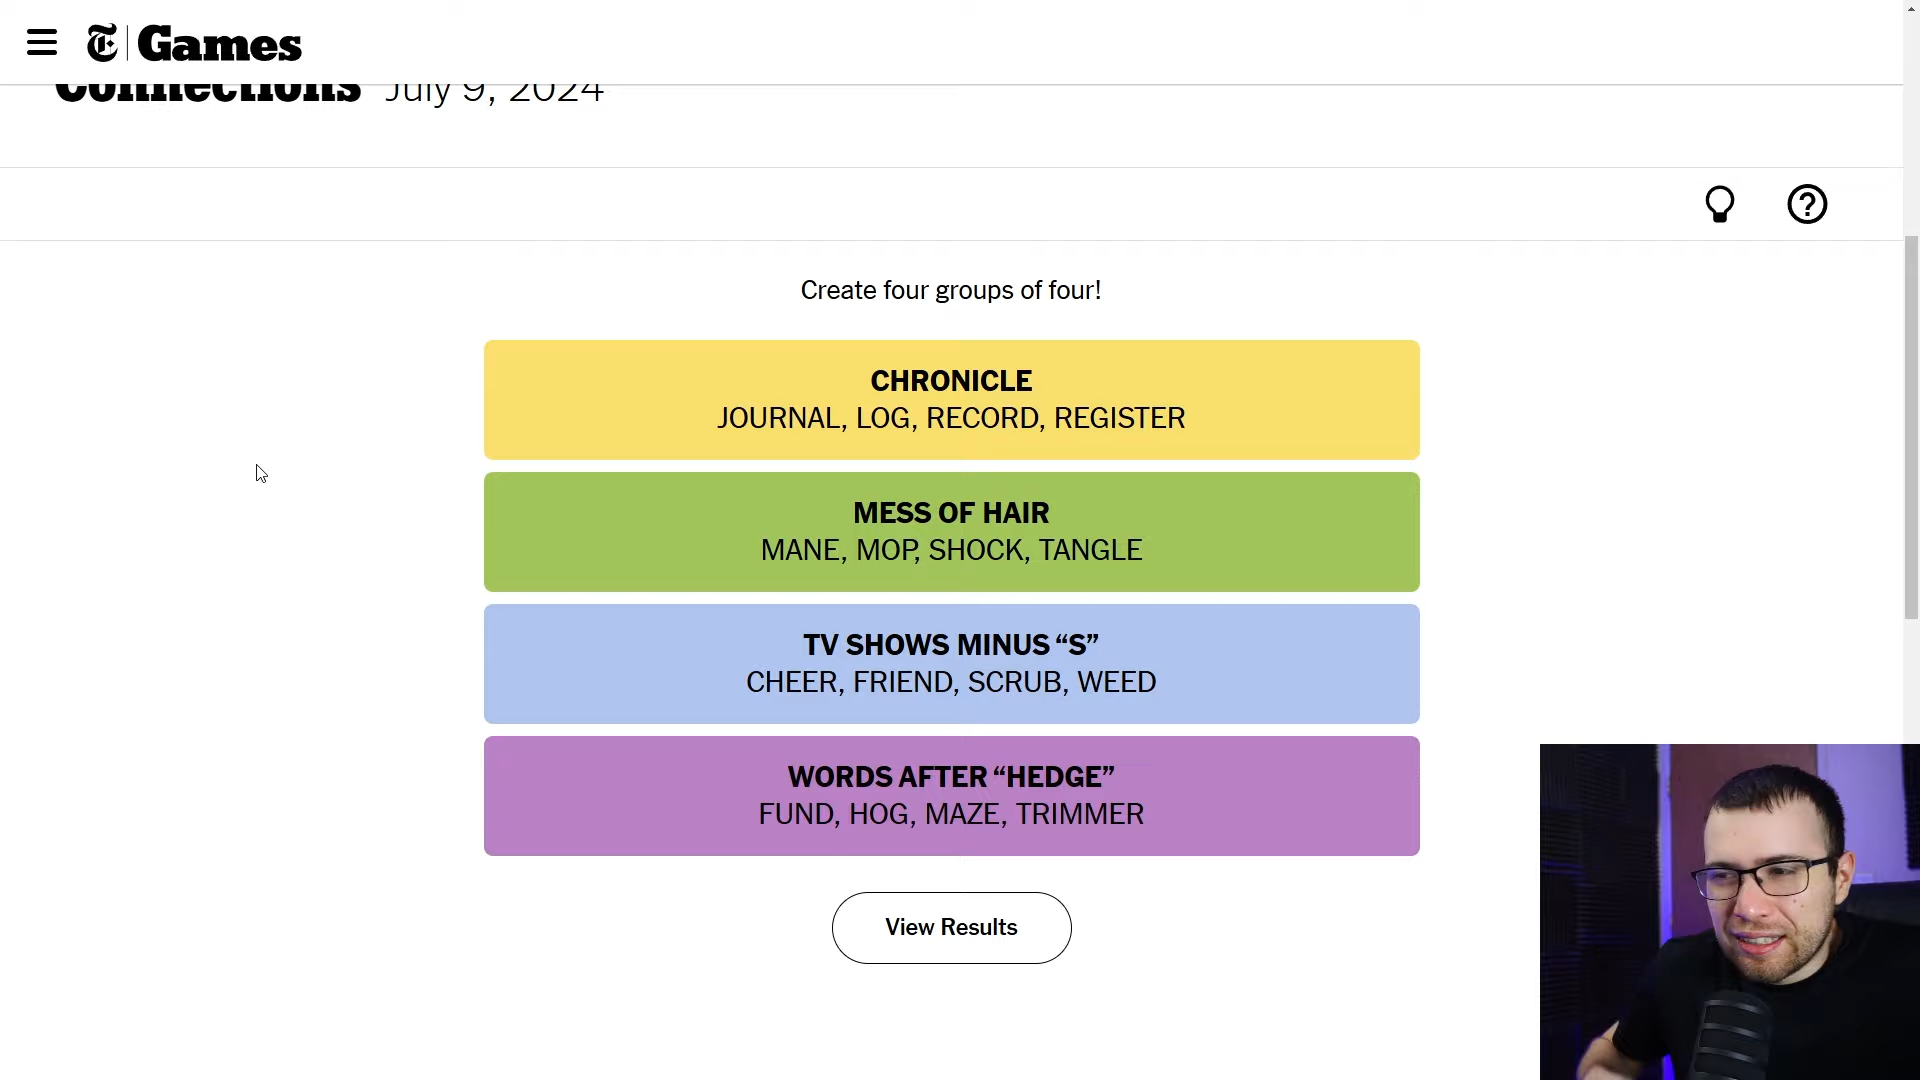 T Games
Connections July 9, 2024
Create four groups of four!
CHRONICLE
JOURNAL, LOG, RECORD, REGISTER
MESS OF HAIR
MANE, MOP, SHOCK, TANGLE
TV SHOWS MINUS “S”
CHEER, FRIEND, SCRUB, WEED
WORDS AFTER “HEDGE”
FUND, HOG, MAZE, TRIMMER
View Results